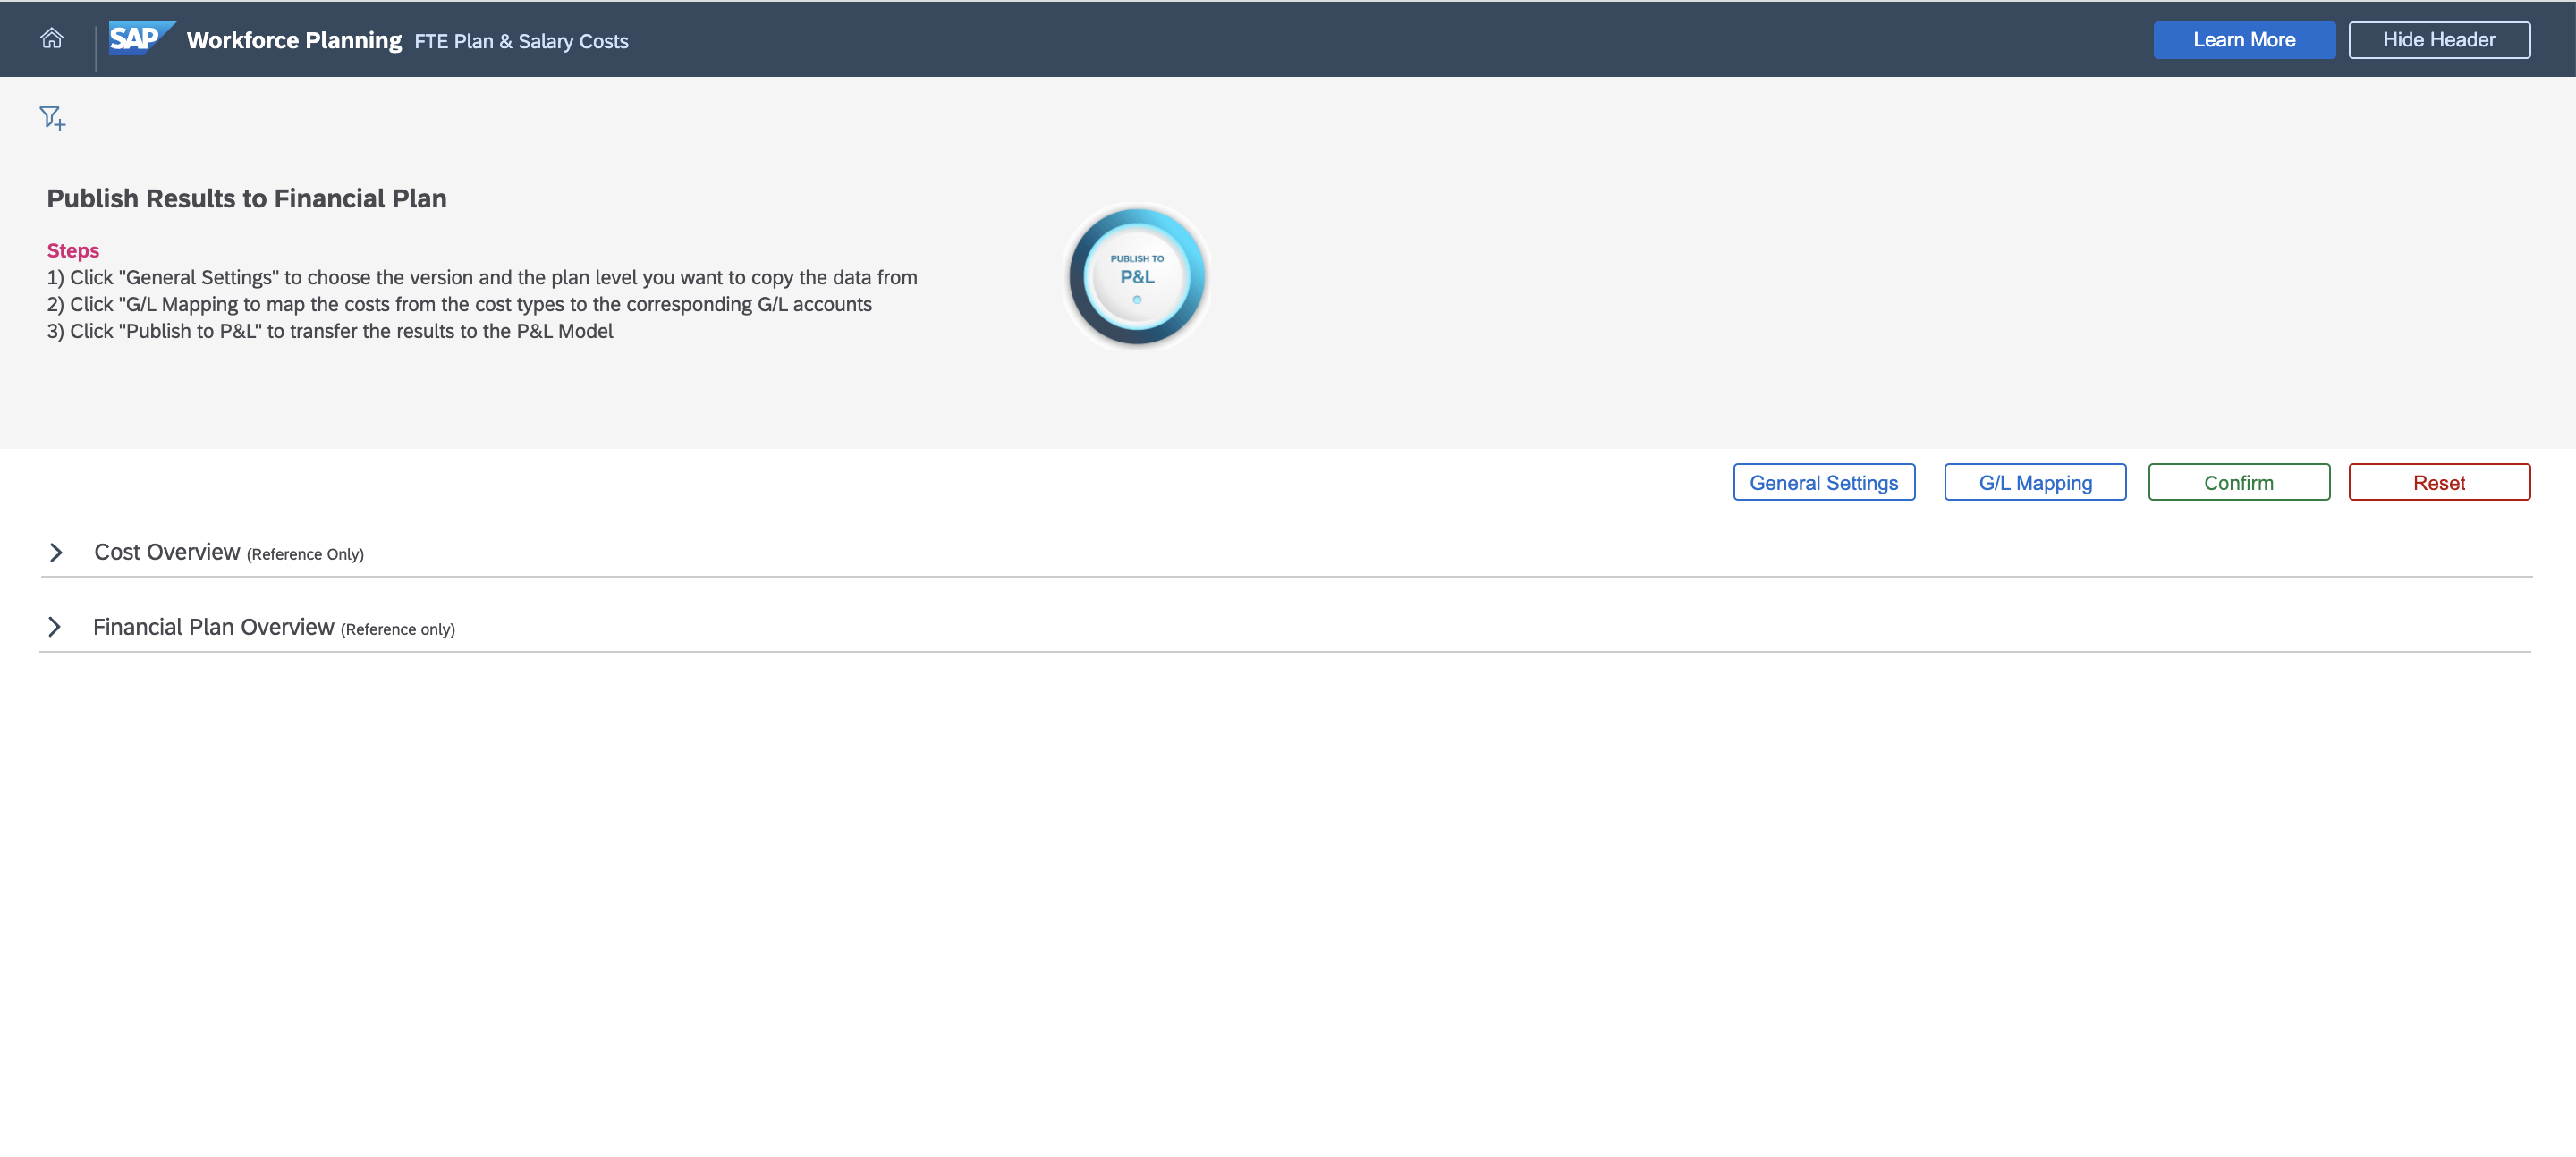 SAP Workforce Planning FTE Plan & Salary Costs Learn More Hide Header
Publish Results to Financial Plan
Steps
1) Click "General Settings" to choose the version and the plan level you want to copy the data from
2) Click "G/L Mapping to map the costs from the cost types to the corresponding G/L accounts
3) Click "Publish to P&L" to transfer the results to the P&L Model
PUBLISH TO
P&L
General Settings G/L Mapping Confirm Reset
Cost Overview (Reference Only)
Financial Plan Overview (Reference only)